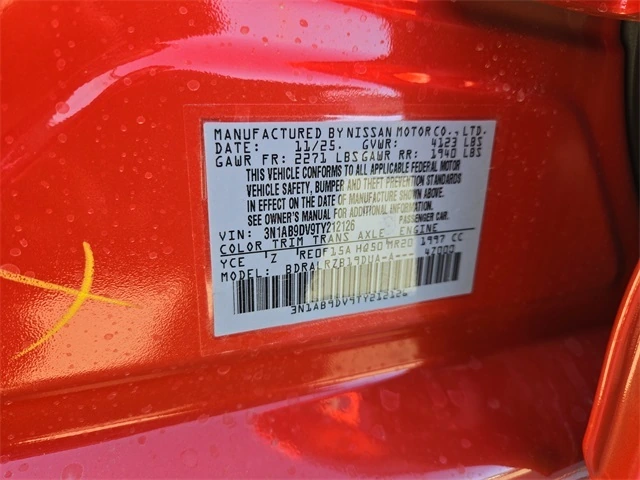 MANUFACTURED BY NISSAN MOTOR CO., LTD.
DATE: 11/25. GVWR: 4123 LBS
GAWR FR: 2271 LBS GAWR RR: 1940 LBS
THIS VEHICLE CONFORMS TO ALL APPLICABLE FEDERAL MOTOR
VEHICLE SAFETY, BUMPER AND THEFT PREVENTION STANDARDS
IN EFFECT ON THE DATE OF MANUFACTURE SHOWN ABOVE.
SEE OWNER'S MANUAL FOR ADDITIONAL INFORMATION.
VIN: 3N1AB9DV9TY212126 PASSENGER CAR.
COLOR TRIM TRANS AXLE ENGINE
YCE Z RE0F15A HQ50 MR20 1997 CC
MODEL: BDRALRZB19DUA-A--- 47000
3N1AB9DV9TY212126